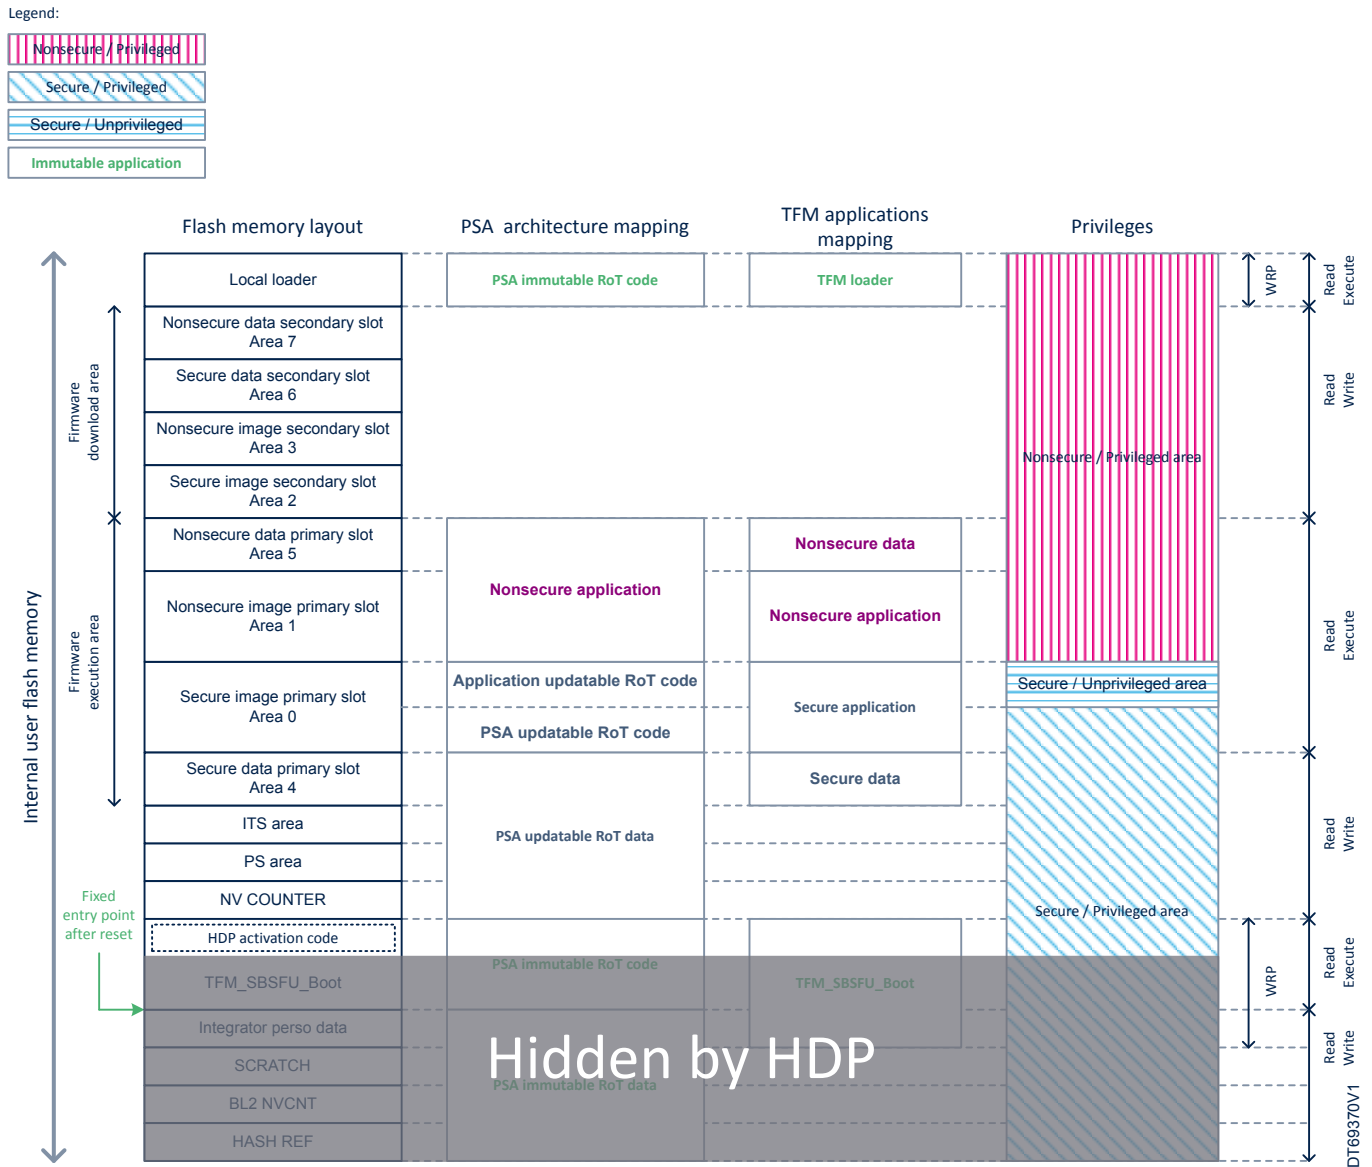 Legend:
Nonsecure / Privileged
Secure / Privileged
Secure / Unprivileged
Immutable application
Flash memory layout
PSA architecture mapping
TFM applications
mapping
Privileges
Internal user flash memory
Firmware
download area
Firmware
execution area
Fixed
entry point
after reset
Local loader
Nonsecure data secondary slot
Area 7
Secure data secondary slot
Area 6
Nonsecure image secondary slot
Area 3
Secure image secondary slot
Area 2
Nonsecure data primary slot
Area 5
Nonsecure image primary slot
Area 1
Secure image primary slot
Area 0
Secure data primary slot
Area 4
ITS area
PS area
NV COUNTER
HDP activation code
TFM_SBSFU_Boot
Integrator perso data
SCRATCH
BL2 NVCNT
HASH REF
PSA immutable RoT code
Nonsecure application
Application updatable RoT code
PSA updatable RoT code
PSA updatable RoT data
PSA immutable RoT code
PSA immutable RoT data
TFM loader
Nonsecure data
Nonsecure application
Secure application
Secure data
TFM_SBSFU_Boot
Hidden by HDP
Nonsecure / Privileged area
Secure / Unprivileged area
Secure / Privileged area
WRP
WRP
Read
Execute
Read
Write
Read
Execute
Read
Write
Read
Execute
Read
Write
DT69370V1